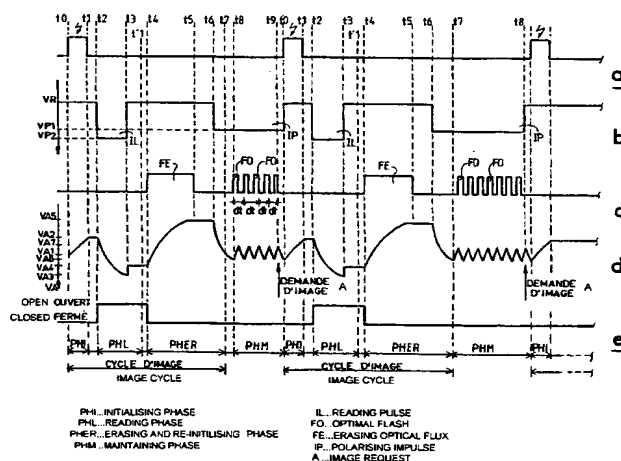 t0 t1 t2 t3 t'1 t4 t5 t6 t7 t8 t9 t0 t1 t2 t3 t'1 t4 t5 t6 t7 t8
a
VR
VP1
VP2
IL IP IL IP
b
FE FO FO FE FO FO
dt dt dt dt
c
VA5
VA2
VA7
VA1
VA6
VA4
VA3
VA
d
DEMANDE D'IMAGE A
DEMANDE D'IMAGE A
OPEN OUVERT
CLOSED FERMÉ
e
PHI PHL PHER PHM PHI PHL PHER PHM PHI
CYCLE D'IMAGE CYCLE D'IMAGE
IMAGE CYCLE IMAGE CYCLE
PHI...INITIALISING PHASE
PHL...READING PHASE
PHER...ERASING AND RE-INITILISING PHASE
PHM...MAINTAINING PHASE
IL...READING PULSE
FO..OPTIMAL FLASH
FE...ERASING OPTICAL FLUX
IP...POLARISING IMPULSE
A...IMAGE REQUEST